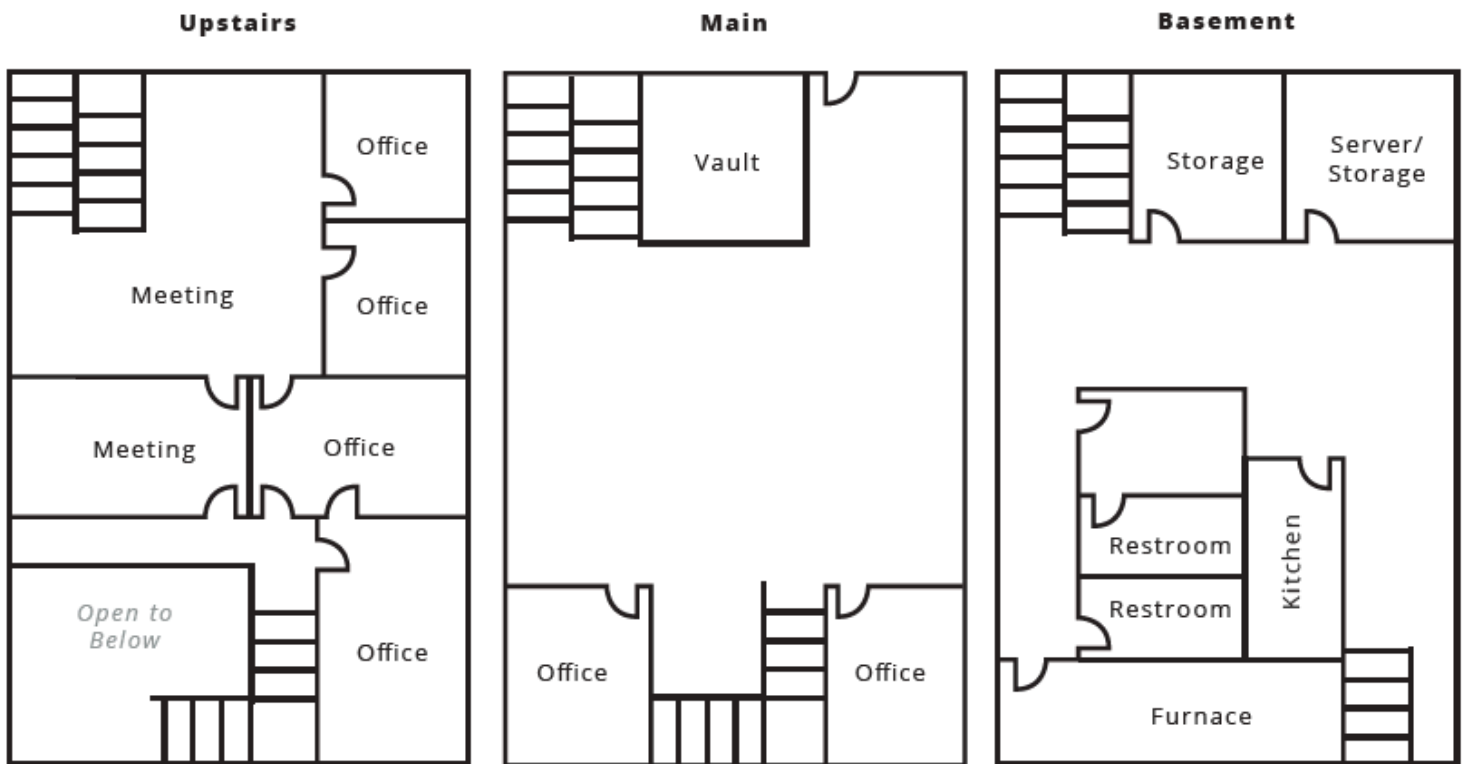 Upstairs
Office
Office
Meeting
Meeting
Office
Open to
Below
Office
Main
Vault
Office
Office
Basement
Storage
Server/
Storage
Restroom
Restroom
Kitchen
Furnace